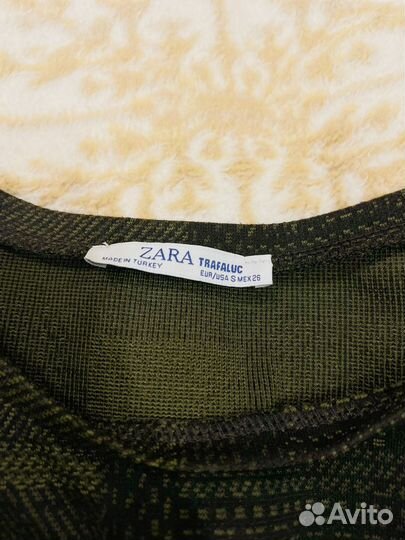 ZARA TRAFALUC
MADE IN TURKEY EUR/USA S MEX 26
Avito